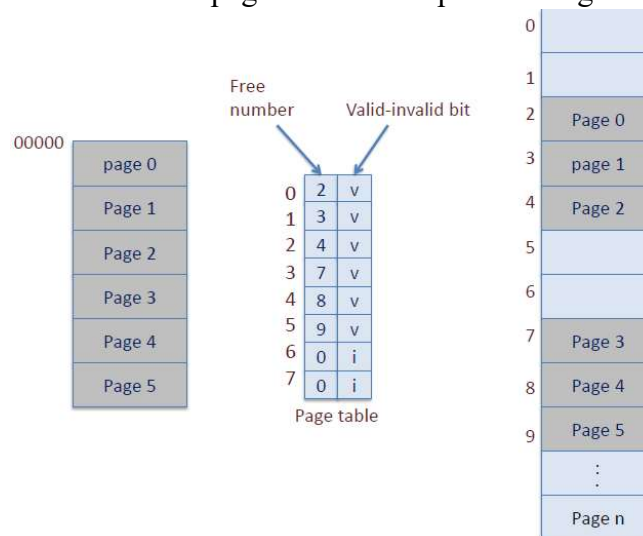 00000
page 0
Page 1
Page 2
Page 3
Page 4
Page 5
Free
number
Valid-invalid bit
0 2 v
1 3 v
2 4 v
3 7 v
4 8 v
5 9 v
6 0 i
7 0 i
Page table
0
1
2 Page 0
3 page 1
4 Page 2
5
6
7 Page 3
8 Page 4
9 Page 5
⋮
Page n